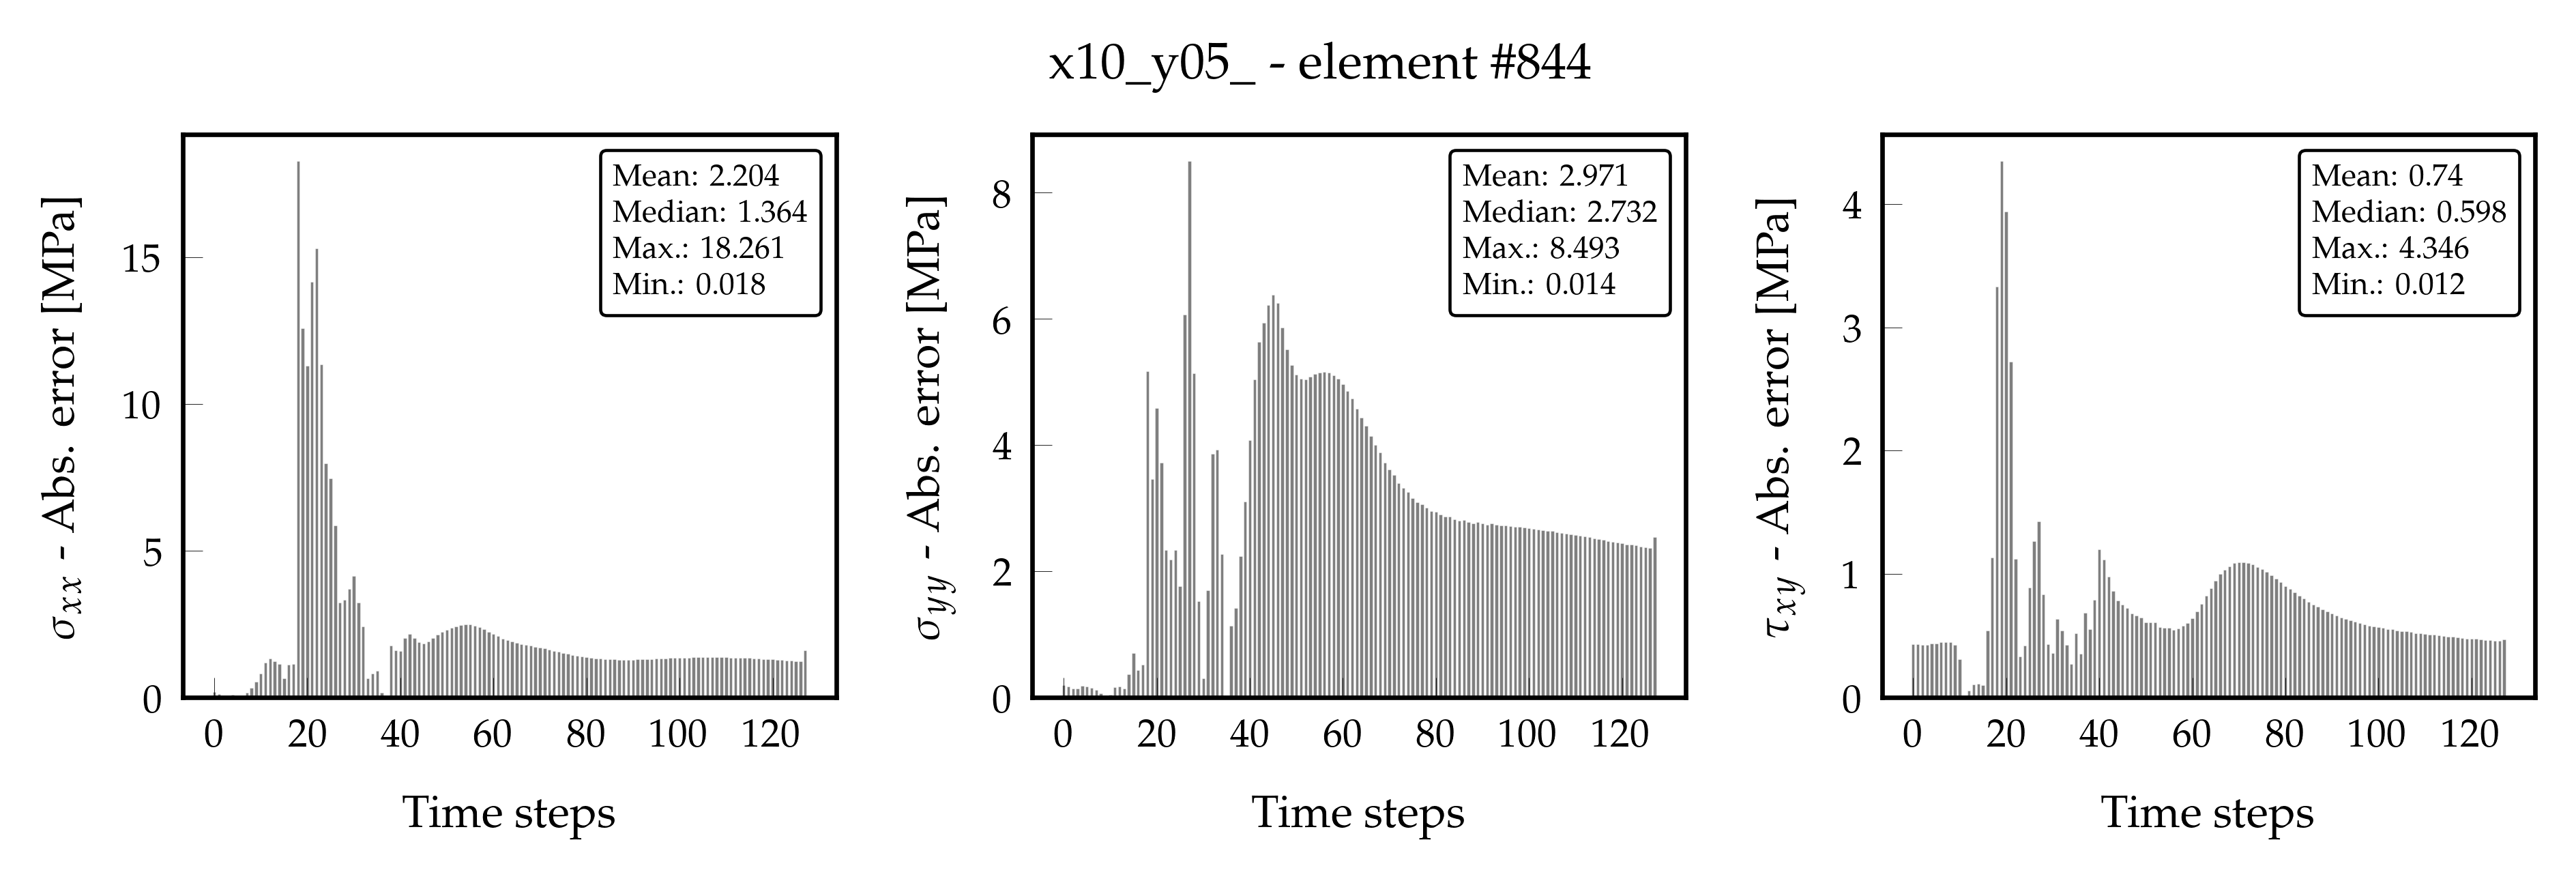 x10_y05_ - element #844
σxx - Abs. error [MPa]
15
10
5
0
Mean: 2.204
Median: 1.364
Max.: 18.261
Min.: 0.018
0 20 40 60 80 100 120
Time steps
σyy - Abs. error [MPa]
8
6
4
2
0
Mean: 2.971
Median: 2.732
Max.: 8.493
Min.: 0.014
0 20 40 60 80 100 120
Time steps
τxy - Abs. error [MPa]
4
3
2
1
0
Mean: 0.74
Median: 0.598
Max.: 4.346
Min.: 0.012
0 20 40 60 80 100 120
Time steps